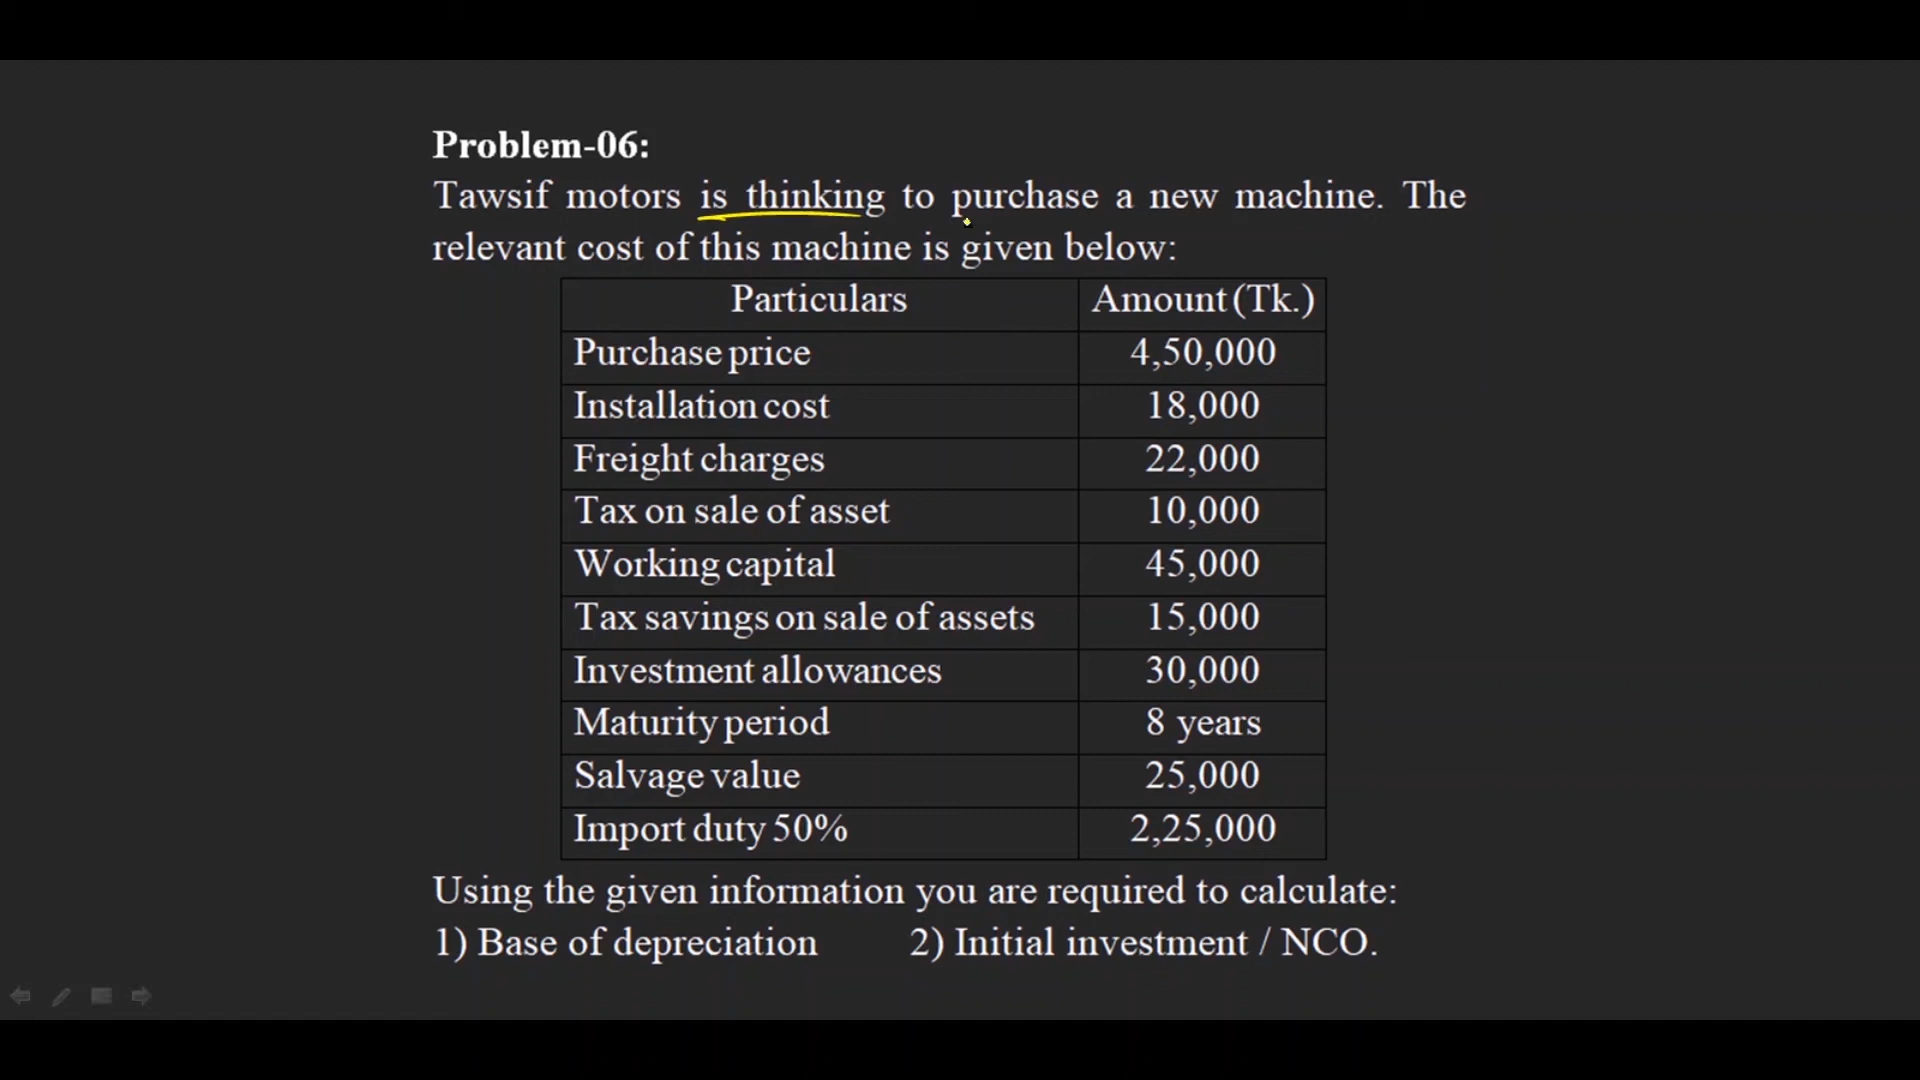 Problem-06:
Tawsif motors is thinking to purchase a new machine. The
relevant cost of this machine is given below:
Particulars Amount (Tk.)
Purchase price 4,50,000
Installation cost 18,000
Freight charges 22,000
Tax on sale of asset 10,000
Working capital 45,000
Tax savings on sale of assets 15,000
Investment allowances 30,000
Maturity period 8 years
Salvage value 25,000
Import duty 50% 2,25,000
Using the given information you are required to calculate:
1) Base of depreciation 2) Initial investment / NCO.